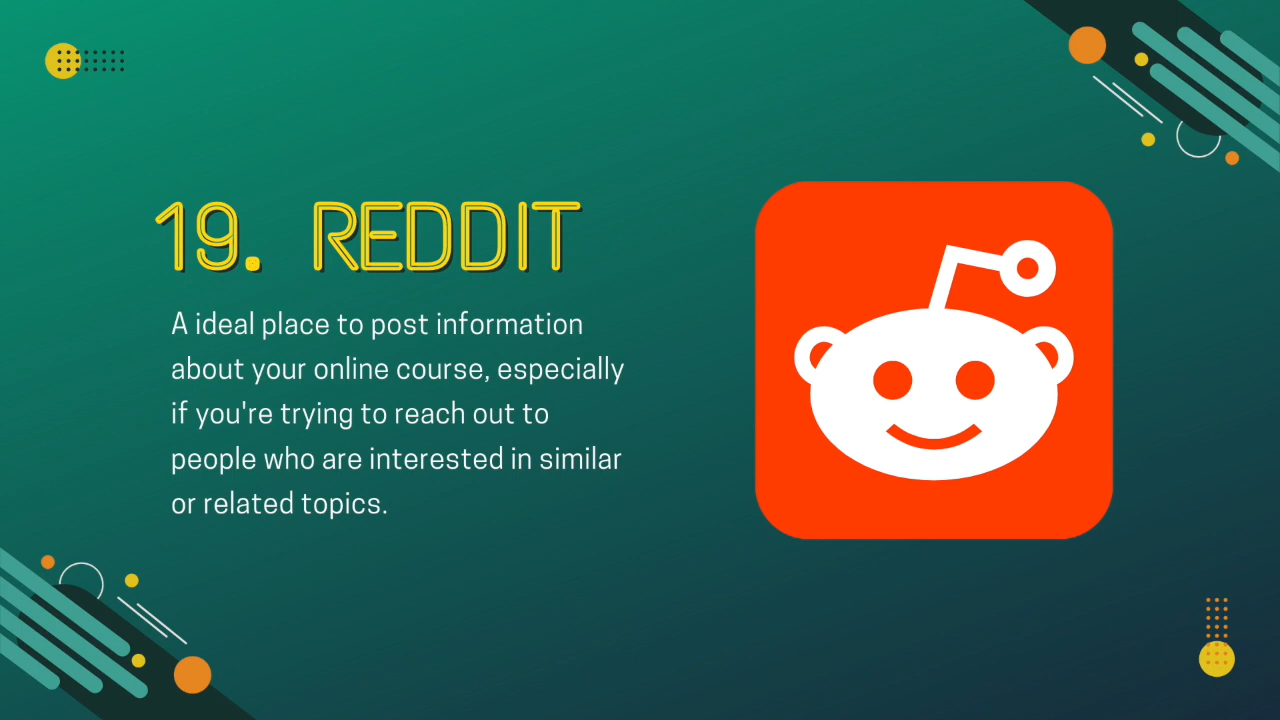 19. REDDIT
A ideal place to post information
about your online course, especially
if you're trying to reach out to
people who are interested in similar
or related topics.